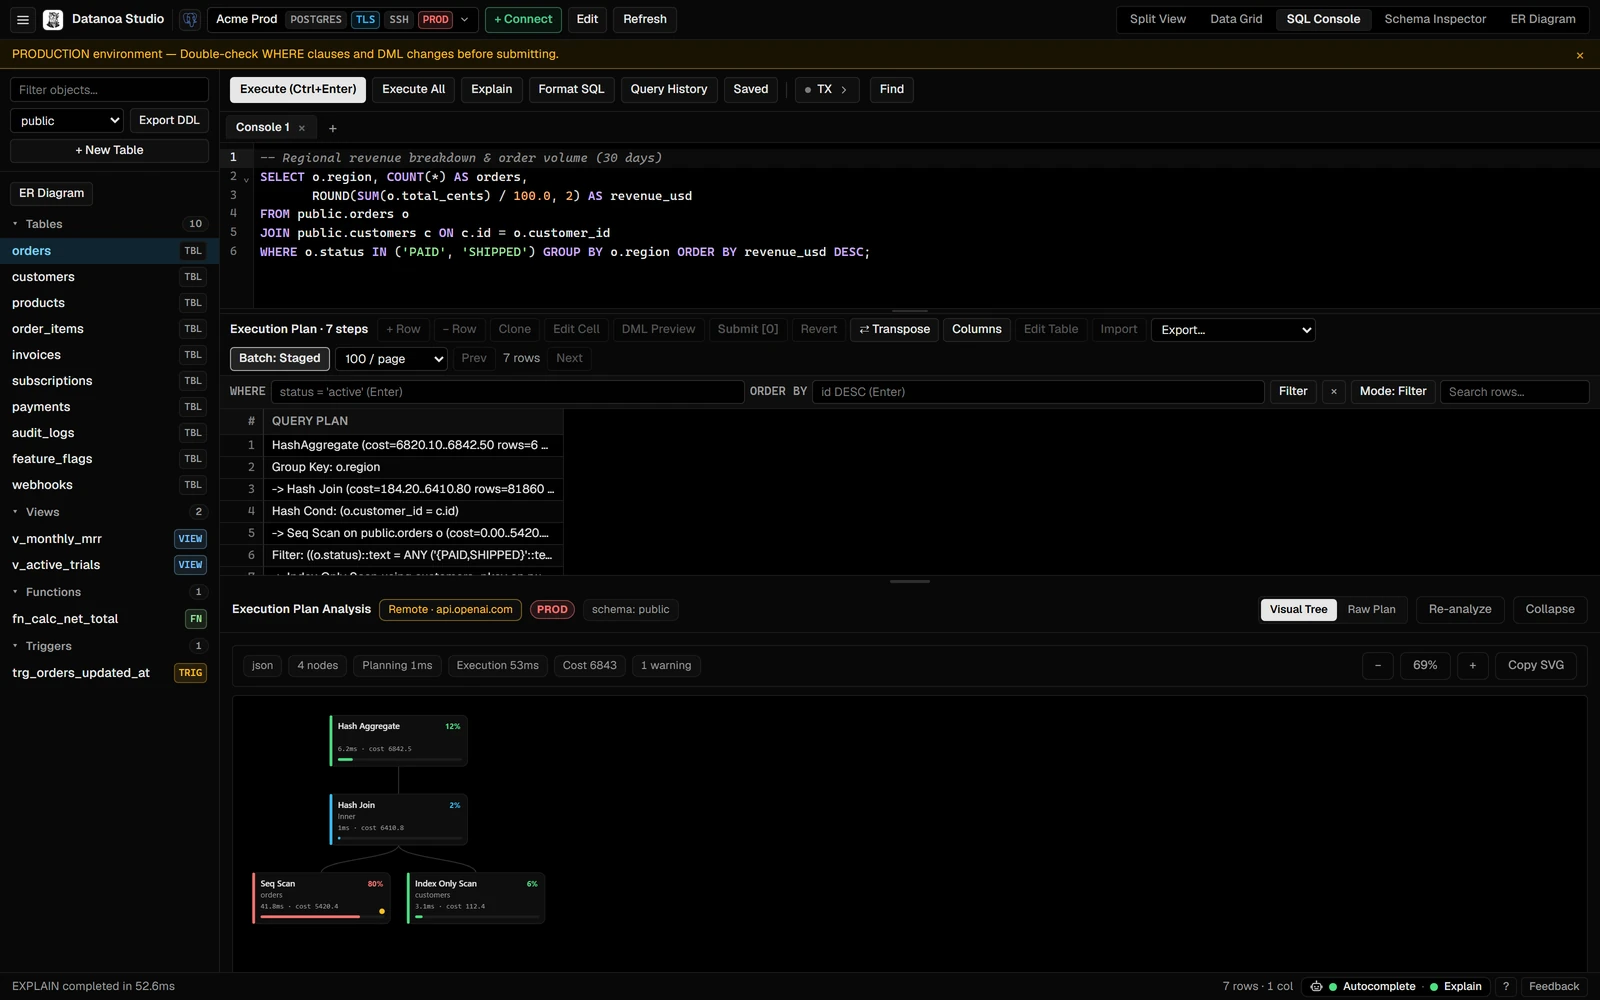 Datanoa Studio
Acme Prod POSTGRES TLS SSH PROD
+ Connect
Edit
Refresh
Split View
Data Grid
SQL Console
Schema Inspector
ER Diagram
PRODUCTION environment — Double-check WHERE clauses and DML changes before submitting.
×
Filter objects...
public
Export DDL
+ New Table
ER Diagram
Tables 10
orders TBL
customers TBL
products TBL
order_items TBL
invoices TBL
subscriptions TBL
payments TBL
audit_logs TBL
feature_flags TBL
webhooks TBL
Views 2
v_monthly_mrr VIEW
v_active_trials VIEW
Functions 1
fn_calc_net_total FN
Triggers 1
trg_orders_updated_at TRIG
Execute (Ctrl+Enter)
Execute All
Explain
Format SQL
Query History
Saved
TX
Find
Console 1 ×
+
1 -- Regional revenue breakdown & order volume (30 days)
2 SELECT o.region, COUNT(*) AS orders,
3 ROUND(SUM(o.total_cents) / 100.0, 2) AS revenue_usd
4 FROM public.orders o
5 JOIN public.customers c ON c.id = o.customer_id
6 WHERE o.status IN ('PAID', 'SHIPPED') GROUP BY o.region ORDER BY revenue_usd DESC;
Execution Plan · 7 steps
+ Row
− Row
Clone
Edit Cell
DML Preview
Submit [0]
Revert
⇄ Transpose
Columns
Edit Table
Import
Export...
Batch: Staged
100 / page
Prev
7 rows
Next
WHERE status = 'active' (Enter)
ORDER BY id DESC (Enter)
Filter
×
Mode: Filter
Search rows...
# QUERY PLAN
1 HashAggregate (cost=6820.10..6842.50 rows=6 ...
2 Group Key: o.region
3 -> Hash Join (cost=184.20..6410.80 rows=81860 ...
4 Hash Cond: (o.customer_id = c.id)
5 -> Seq Scan on public.orders o (cost=0.00..5420....
6 Filter: ((o.status)::text = ANY ('{PAID,SHIPPED}'::te...
Execution Plan Analysis
Remote · api.openai.com
PROD
schema: public
Visual Tree
Raw Plan
Re-analyze
Collapse
json
4 nodes
Planning 1ms
Execution 53ms
Cost 6843
1 warning
−
69%
+
Copy SVG
Hash Aggregate 12%
6.2ms · cost 6842.5
Hash Join 2%
Inner
1ms · cost 6410.8
Seq Scan 80%
orders
41.8ms · cost 5420.4
Index Only Scan 6%
customers
3.1ms · cost 112.4
EXPLAIN completed in 52.6ms
7 rows · 1 col
Autocomplete · Explain
?
Feedback